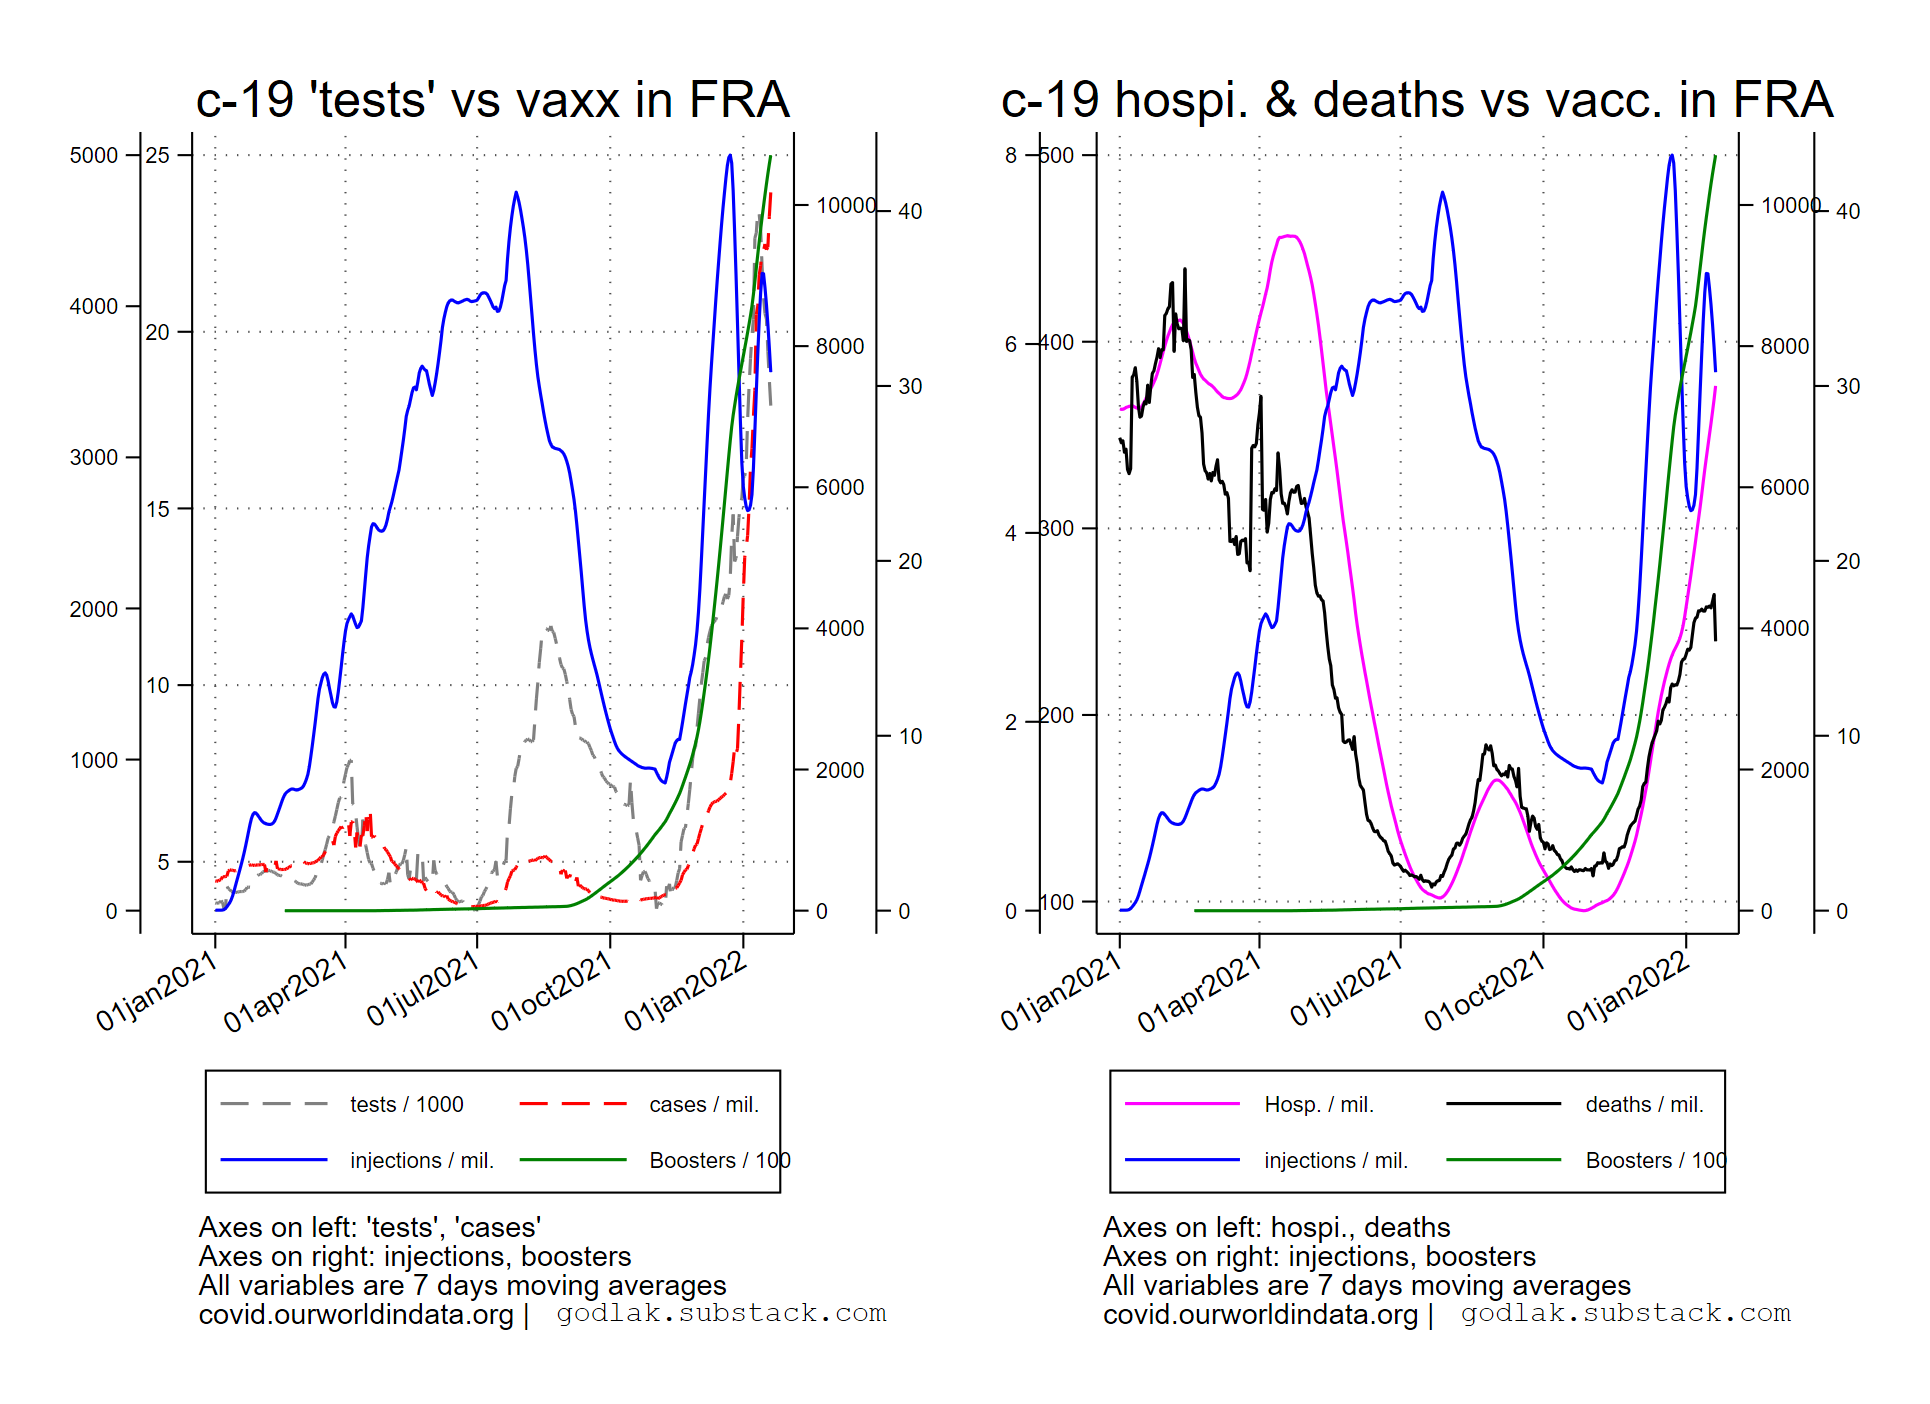 c-19 'tests' vs vaxx in FRA
5000
4000
3000
2000
1000
0
25
20
15
10
5
10000
8000
6000
4000
2000
0
40
30
20
10
0
01jan2021
01apr2021
01jul2021
01oct2021
01jan2022
tests / 1000
cases / mil.
injections / mil.
Boosters / 100
Axes on left: 'tests', 'cases'
Axes on right: injections, boosters
All variables are 7 days moving averages
covid.ourworldindata.org | godlak.substack.com
c-19 hospi. & deaths vs vacc. in FRA
8
6
4
2
0
500
400
300
200
100
10000
8000
6000
4000
2000
0
40
30
20
10
0
01jan2021
01apr2021
01jul2021
01oct2021
01jan2022
Hosp. / mil.
deaths / mil.
injections / mil.
Boosters / 100
Axes on left: hospi., deaths
Axes on right: injections, boosters
All variables are 7 days moving averages
covid.ourworldindata.org | godlak.substack.com